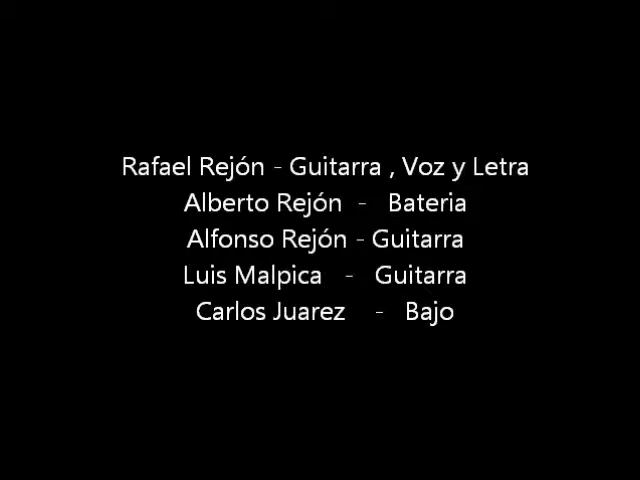 Rafael Rejón - Guitarra , Voz y Letra
Alberto Rejón - Bateria
Alfonso Rejón - Guitarra
Luis Malpica - Guitarra
Carlos Juarez - Bajo